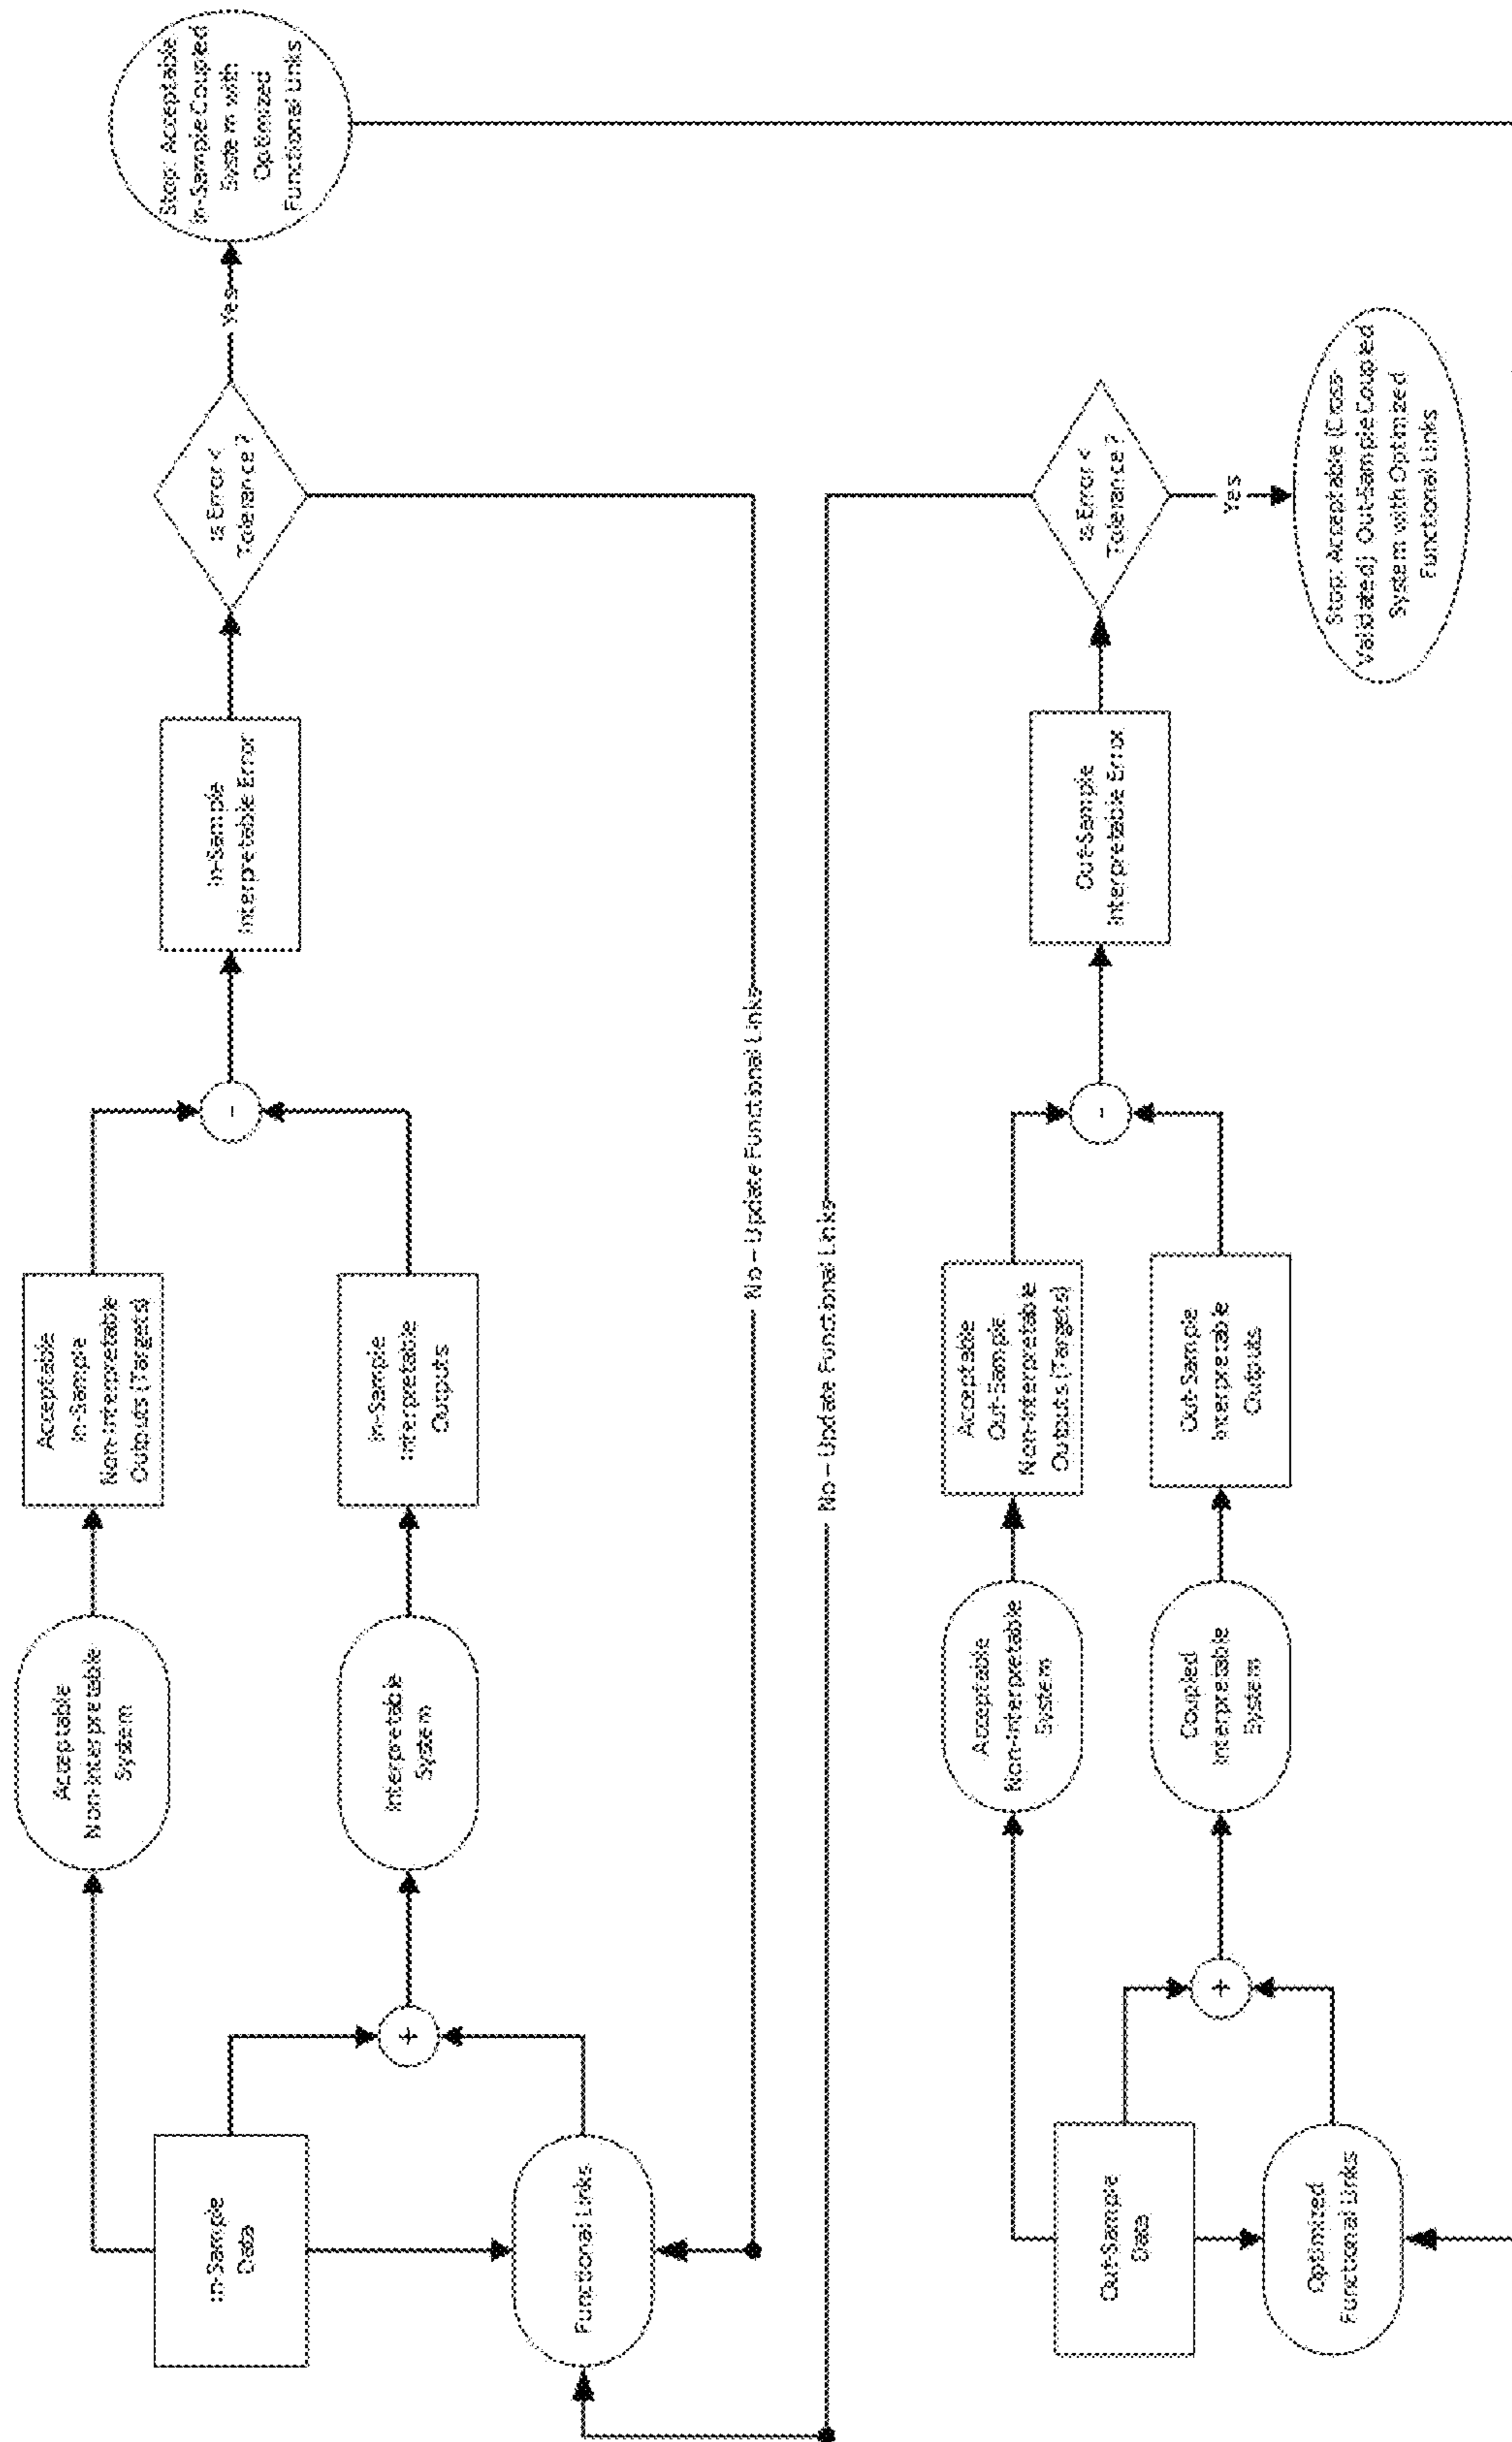 In-Sample
Data
Functional Links
+
Acceptable
Non-Interpretable
System
Interpretable
System
Acceptable
In-Sample
Non-Interpretable
Outputs (Targets)
In-Sample
Interpretable
Outputs
-
In-Sample
Interpretable Error
Is Error <
Tolerance ?
Yes
Stop: Acceptable
In-Sample Coupled
System with
Optimized
Functional Links
No – Update Functional Links
No – Update Functional Links
Out-Sample
Data
Optimized
Functional Links
+
Acceptable
Non-Interpretable
System
Coupled
Interpretable
System
Acceptable
Out-Sample
Non-Interpretable
Outputs (Targets)
Out-Sample
Interpretable
Outputs
-
Out-Sample
Interpretable Error
Is Error <
Tolerance ?
Yes
Stop: Acceptable (Cross-
Validated) Out-Sample Coupled
System with Optimized
Functional Links